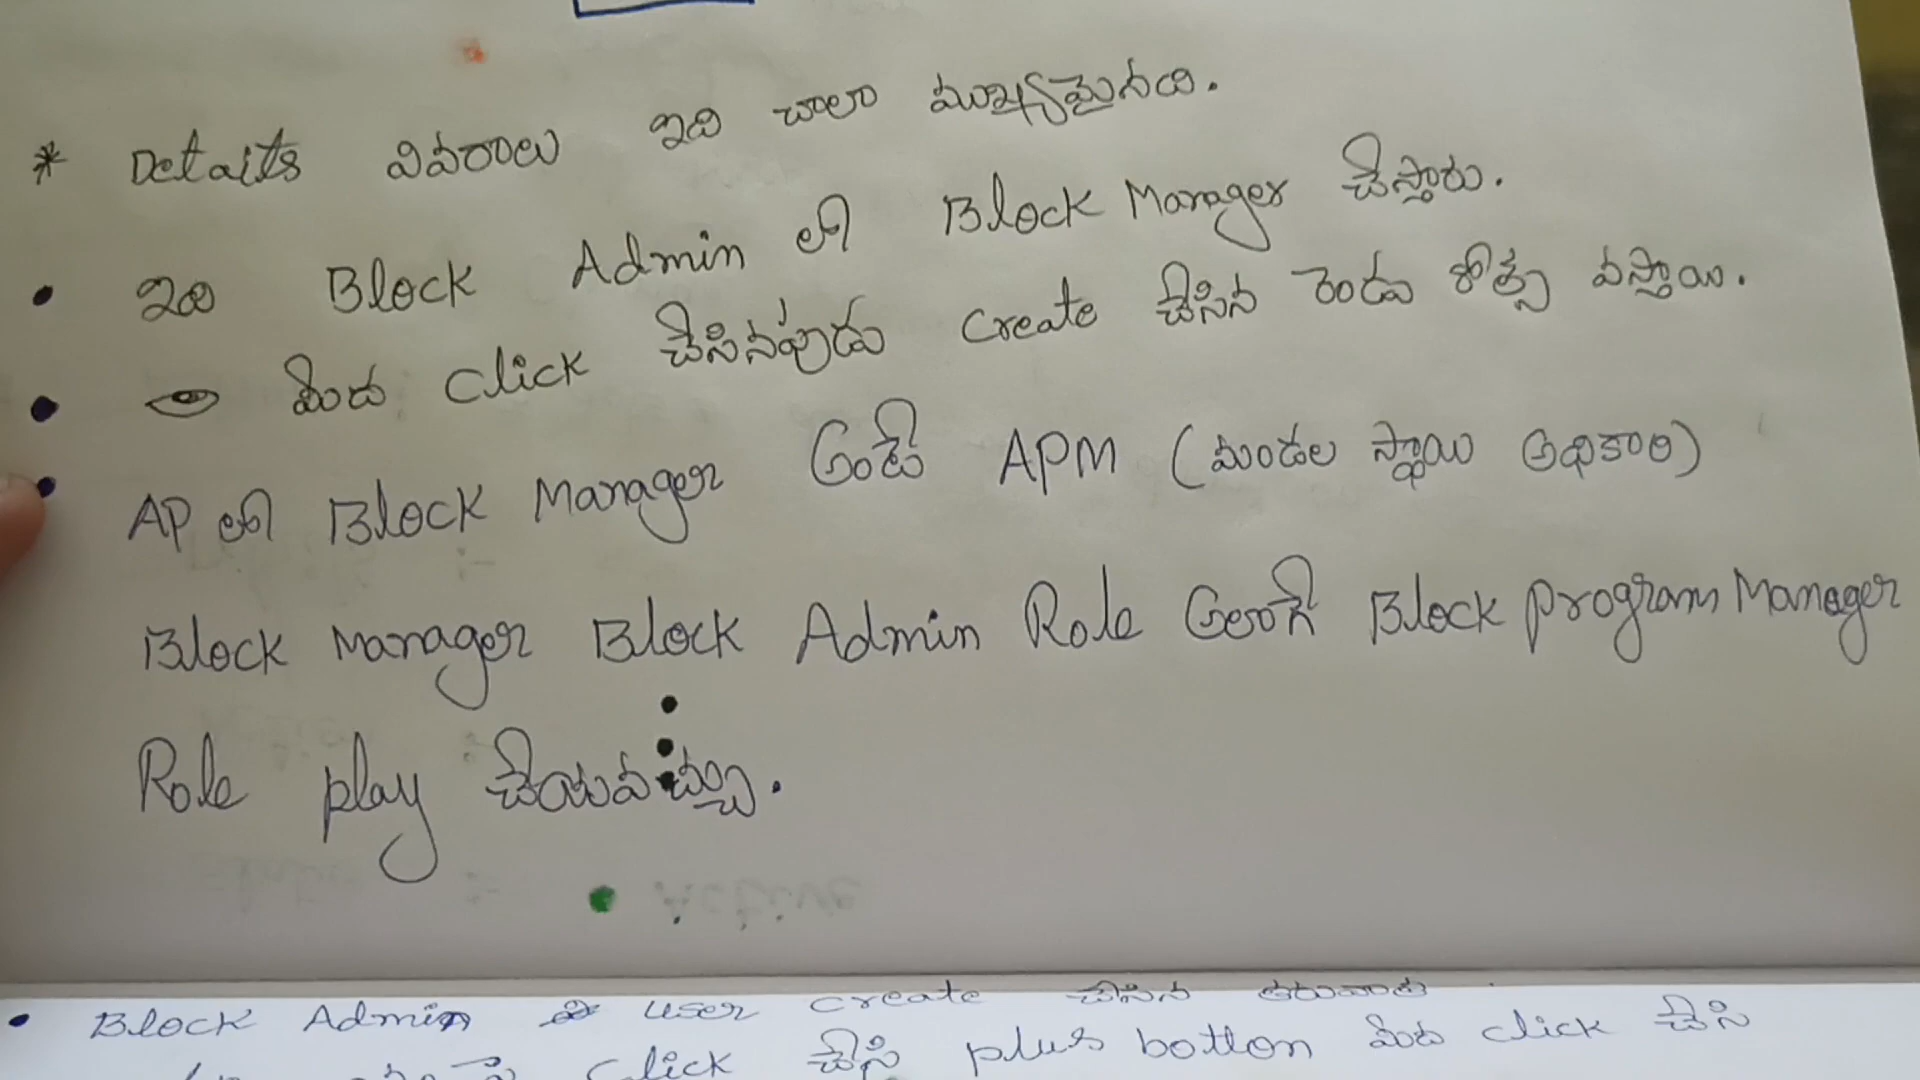 * Details వివరాలు ఇది చాలా ముఖ్యమైనది.
• ఇది Block Admin లో Block Manager చేస్తారు.
• మీద Click చేసినపుడు Create చేసిన రెండు రోల్స్ వస్తాయి.
• AP లో Block Manager అంటే APM (మండల స్థాయి అధికారి)
Block Manager Block Admin Role అలాగే Block Program Manager
Role play చేయవచ్చు.
Active
• Block Admin user create చేసిన తరువాత
Click చేసి plus botton మీద click చేసి